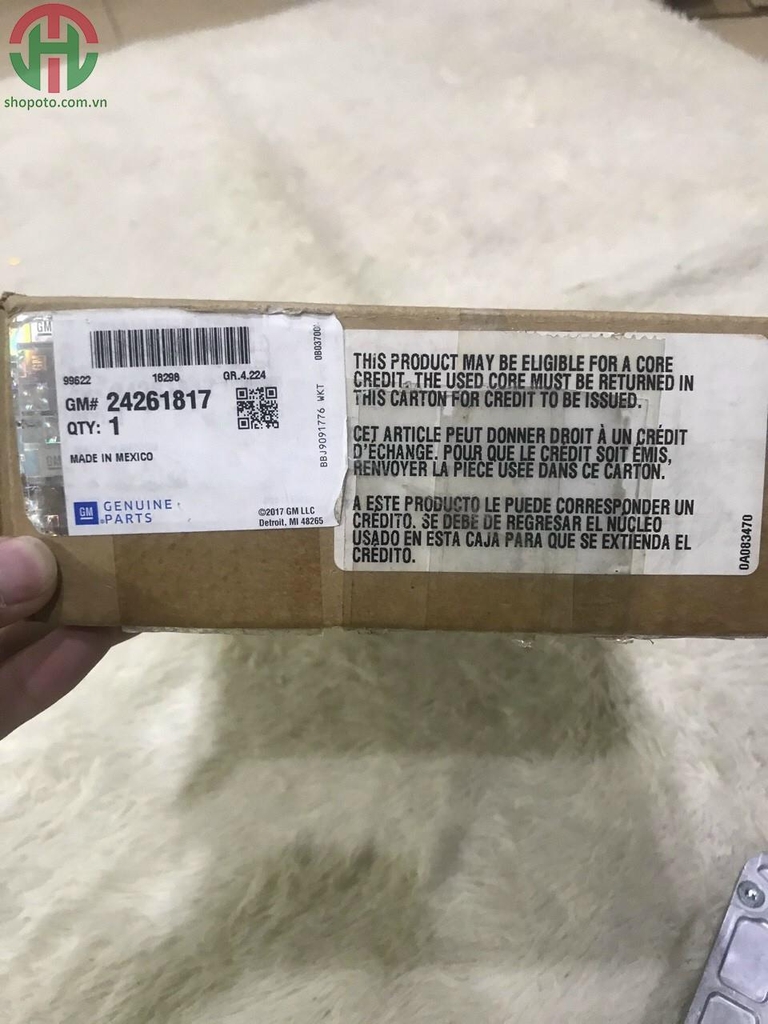 shopoto.com.vn
GM
99622 18298 GR.4.224
GM# 24261817
QTY: 1
MADE IN MEXICO
GM GENUINE
PARTS
©2017 GM LLC
Detroit, MI 48265
BBJ9091776 WKT
THIS PRODUCT MAY BE ELIGIBLE FOR A CORE
CREDIT. THE USED CORE MUST BE RETURNED IN
THIS CARTON FOR CREDIT TO BE ISSUED.
CET ARTICLE PEUT DONNER DROIT À UN CRÉDIT
D'ÉCHANGE. POUR QUE LE CRÉDIT SOIT ÉMIS,
RENVOYER LA PIÈCE USÉE DANS CE CARTON.
A ESTE PRODUCTO LE PUEDE CORRESPONDER UN
CRÉDITO. SE DEBE DE REGRESAR EL NÚCLEO
USADO EN ESTA CAJA PARA QUE SE EXTIENDA EL
CRÉDITO.
0A083470